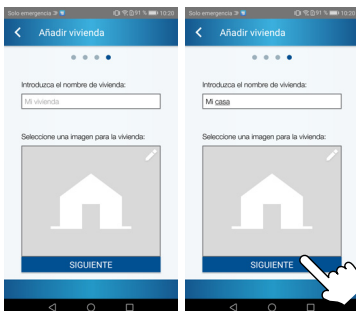 Solo emergencia
91 % 10:20
Añadir vivienda
Introduzca el nombre de vivienda:
Mi vivienda
Seleccione una imagen para la vivienda:
SIGUIENTE
Solo emergencia
91 % 10:20
Añadir vivienda
Introduzca el nombre de vivienda:
Mi casa
Seleccione una imagen para la vivienda:
SIGUIENTE